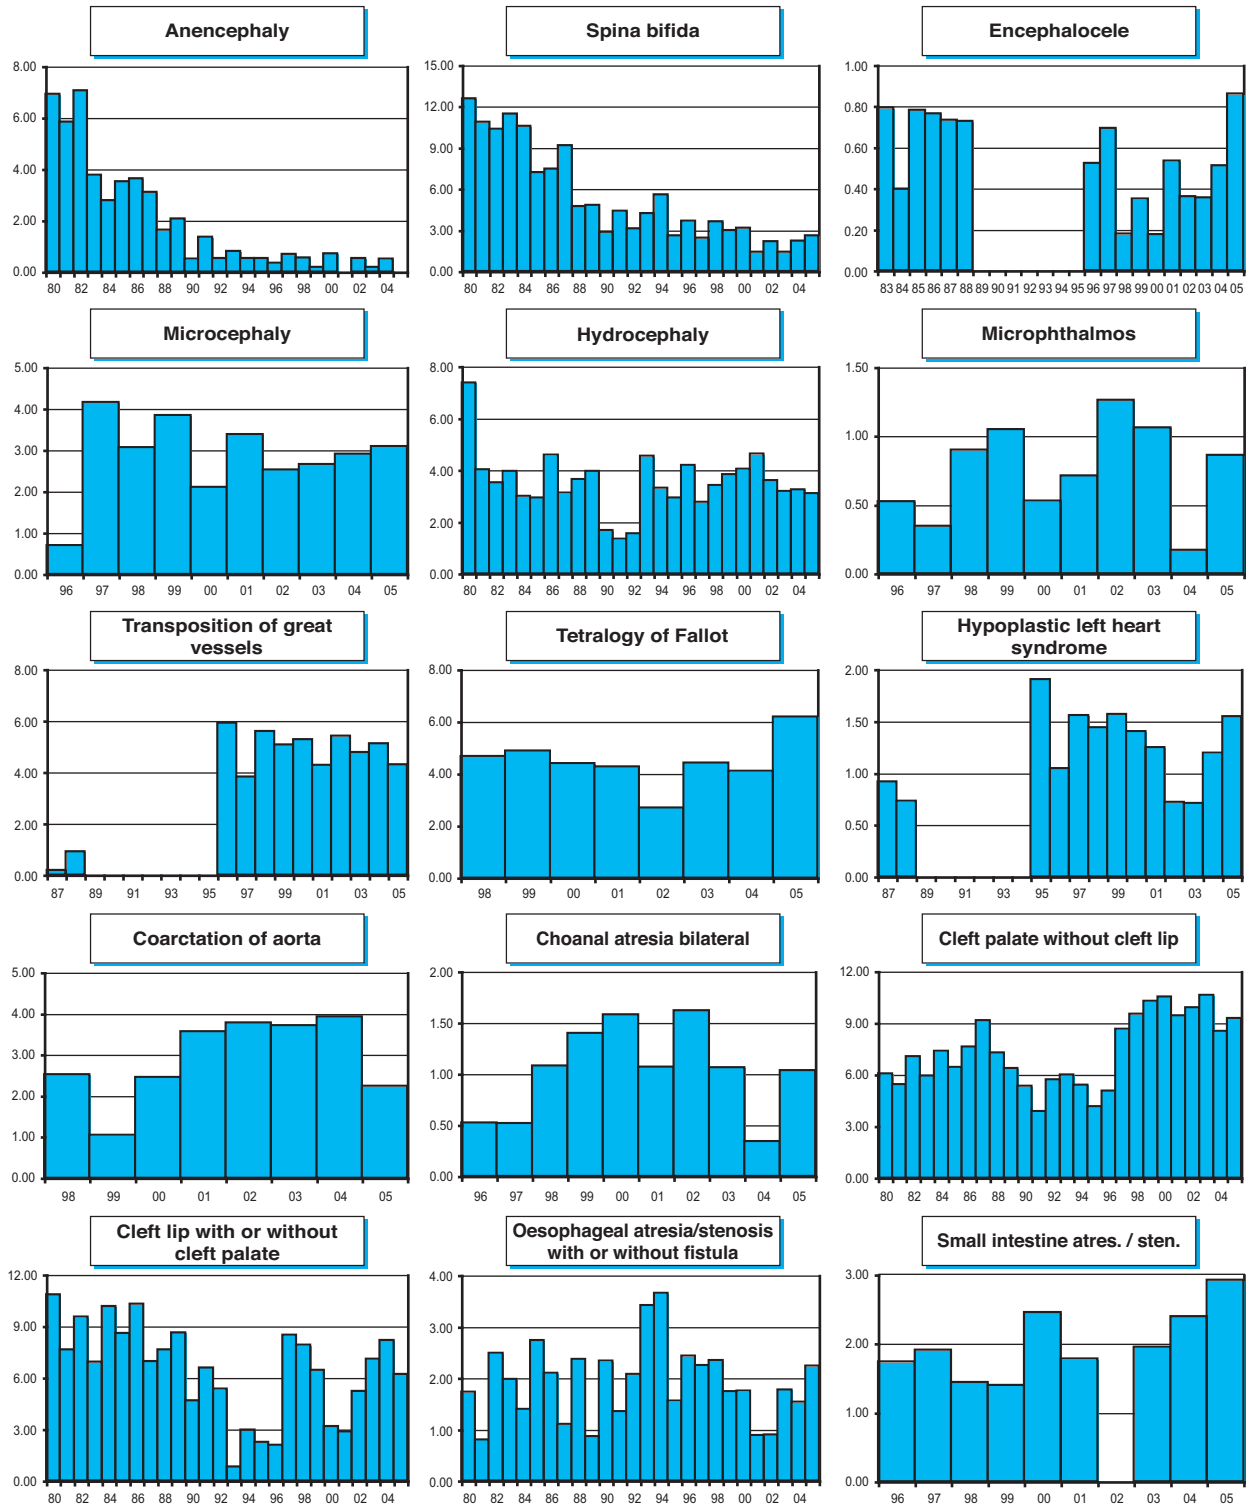 Anencephaly
8.00
6.00
4.00
2.00
0.00
80 82 84 86 88 90 92 94 96 98 00 02 04
Spina bifida
15.00
12.00
9.00
6.00
3.00
0.00
80 82 84 86 88 90 92 94 96 98 00 02 04
Encephalocele
1.00
0.80
0.60
0.40
0.20
0.00
83 84 85 86 87 88 89 90 91 92 93 94 95 96 97 98 99 00 01 02 03 04 05
Microcephaly
5.00
4.00
3.00
2.00
1.00
0.00
96 97 98 99 00 01 02 03 04 05
Hydrocephaly
8.00
6.00
4.00
2.00
0.00
80 82 84 86 88 90 92 94 96 98 00 02 04
Microphthalmos
1.50
1.00
0.50
0.00
96 97 98 99 00 01 02 03 04 05
Transposition of great
vessels
8.00
6.00
4.00
2.00
0.00
87 89 91 93 95 97 99 01 03 05
Tetralogy of Fallot
8.00
6.00
4.00
2.00
0.00
98 99 00 01 02 03 04 05
Hypoplastic left heart
syndrome
2.00
1.50
1.00
0.50
0.00
87 89 91 93 95 97 99 01 03 05
Coarctation of aorta
5.00
4.00
3.00
2.00
1.00
0.00
98 99 00 01 02 03 04 05
Choanal atresia bilateral
2.00
1.50
1.00
0.50
0.00
96 97 98 99 00 01 02 03 04 05
Cleft palate without cleft lip
12.00
9.00
6.00
3.00
0.00
80 82 84 86 88 90 92 94 96 98 00 02 04
Cleft lip with or without
cleft palate
12.00
9.00
6.00
3.00
0.00
80 82 84 86 88 90 92 94 96 98 00 02 04
Oesophageal atresia/stenosis
with or without fistula
4.00
3.00
2.00
1.00
0.00
80 82 84 86 88 90 92 94 96 98 00 02 04
Small intestine atres. / sten.
3.00
2.00
1.00
0.00
96 97 98 99 00 01 02 03 04 05